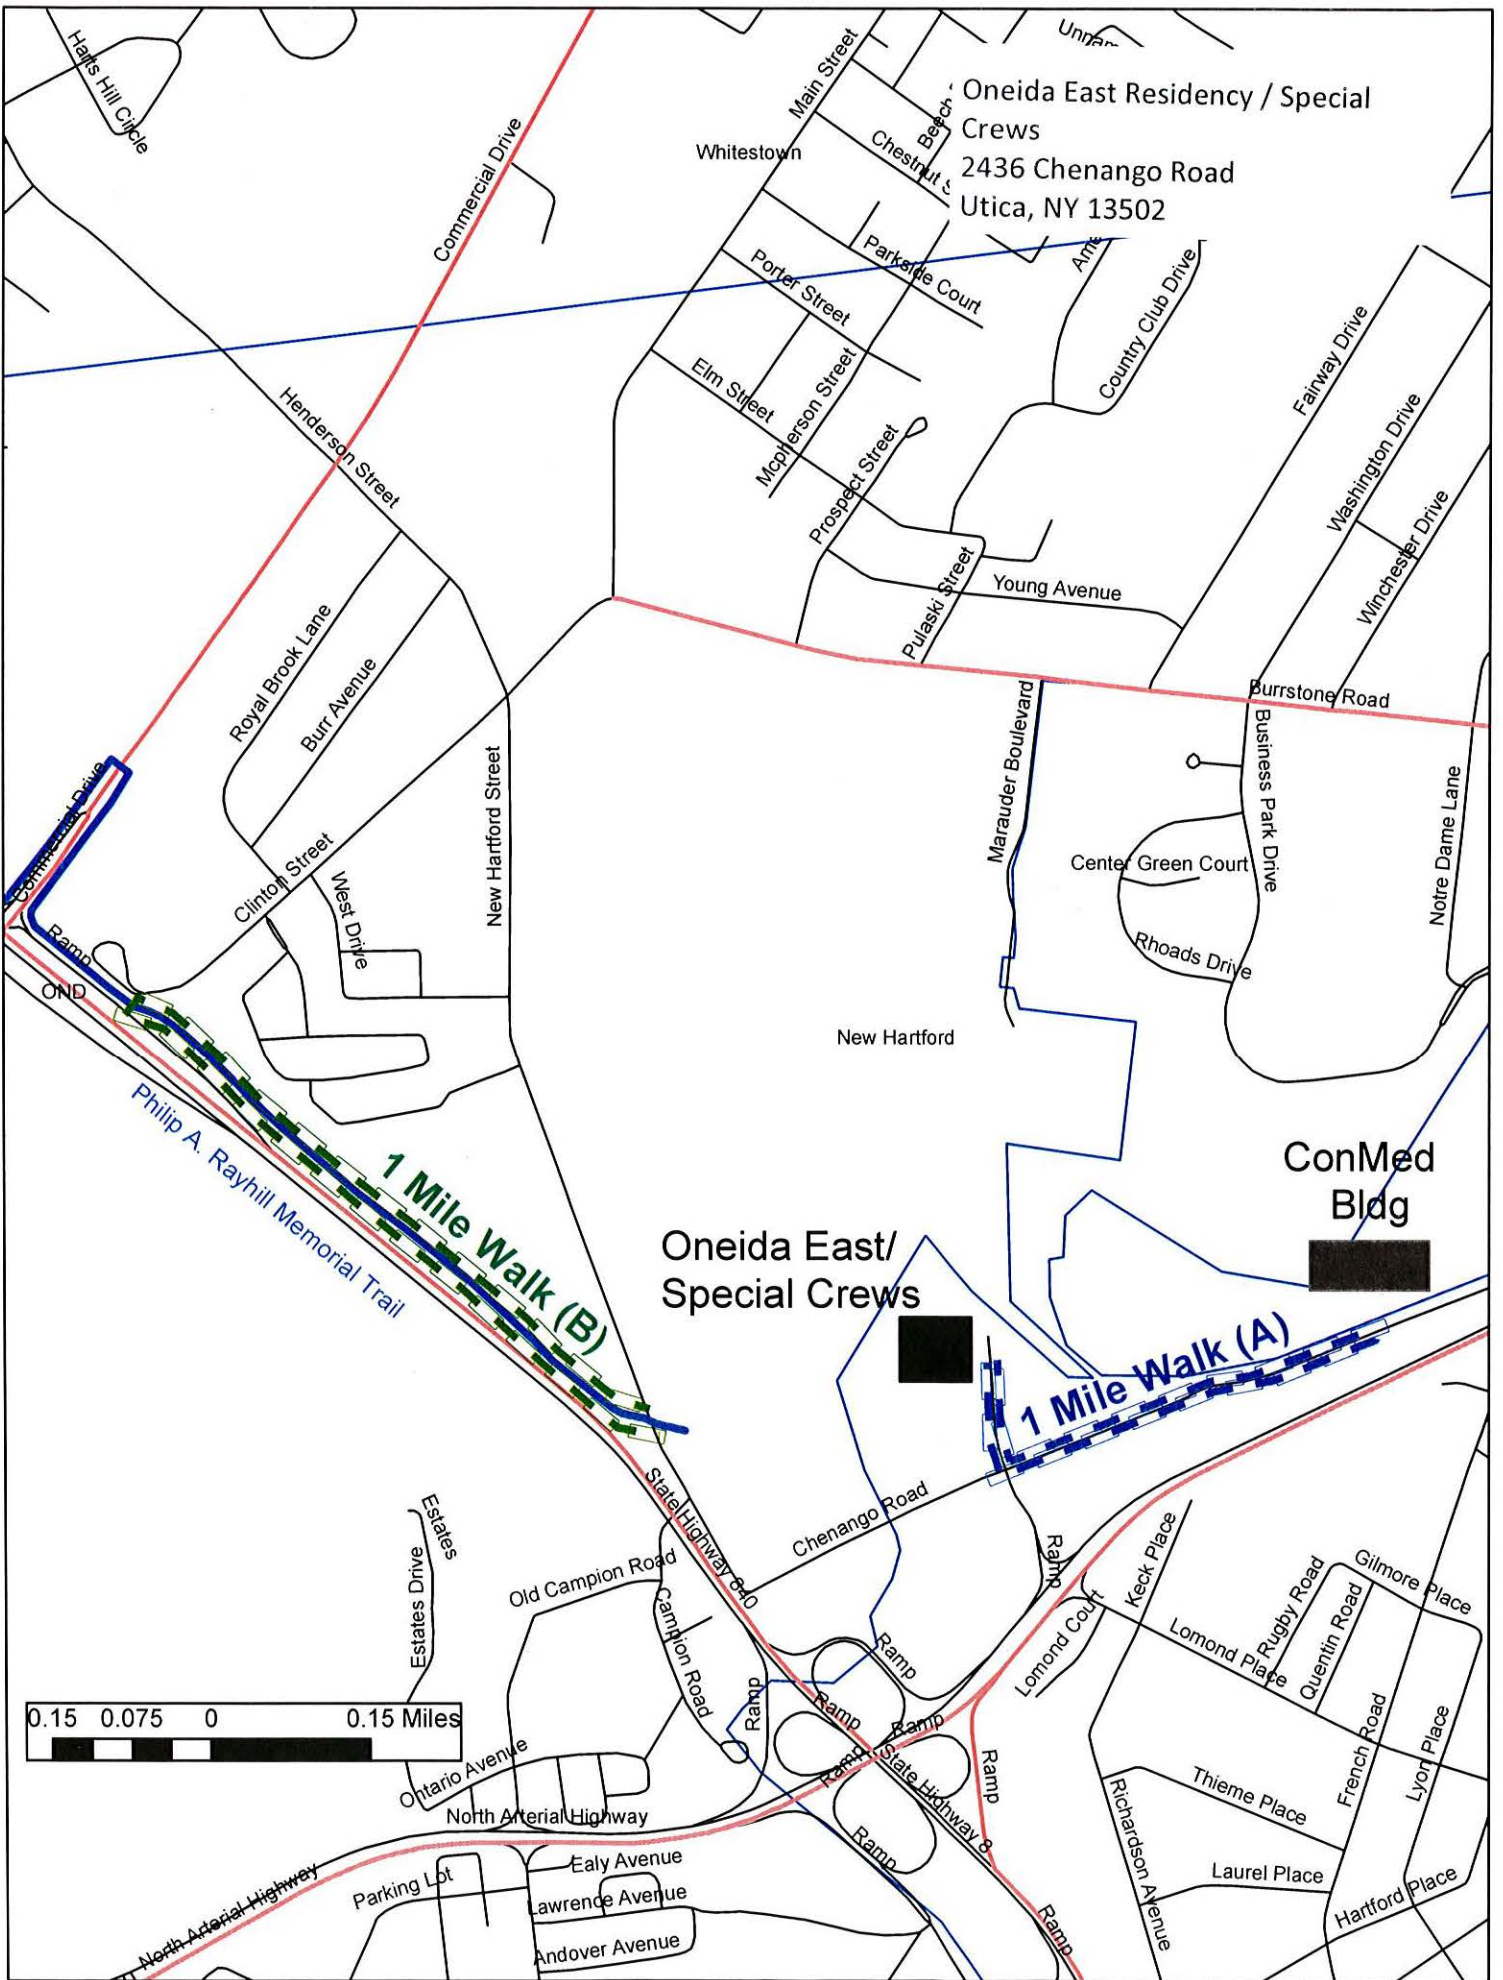 Harts Hill Circle
Commercial Drive
Main Street
Whitestown
Chestnut
Oneida East Residency / Special
Crews
2436 Chenango Road
Utica, NY 13502
Parkside Court
Porter Street
Elm Street
Mcpherson Street
Prospect Street
Country Club Drive
Fairway Drive
Washington Drive
Winchester Drive
Henderson Street
Pulaski Street
Young Avenue
Burrstone Road
Royal Brook Lane
Burr Avenue
New Hartford Street
Marauder Boulevard
Business Park Drive
Notre Dame Lane
Center Green Court
Rhoads Drive
Commercial Drive
Clinton Street
West Drive
Ramp
OND
New Hartford
Philip A. Rayhill Memorial Trail
1 Mile Walk (B)
ConMed
Bldg
Oneida East/
Special Crews
1 Mile Walk (A)
Chenango Road
State Highway 840
Estates
Estates Drive
Old Campion Road
Campion Road
Ramp
Ramp
Ramp
Ramp
Ramp
Ramp
Ramp
Ramp
Ramp
Keck Place
Lomond Court
Lomond Place
Rugby Road
Quentin Road
Gilmore Place
French Road
Lyon Place
Thieme Place
Richardson Avenue
Laurel Place
Hartford Place
State Highway 8
0.15 0.075 0 0.15 Miles
Ontario Avenue
North Arterial Highway
North Arterial Highway
Parking Lot
Ealy Avenue
Lawrence Avenue
Andover Avenue